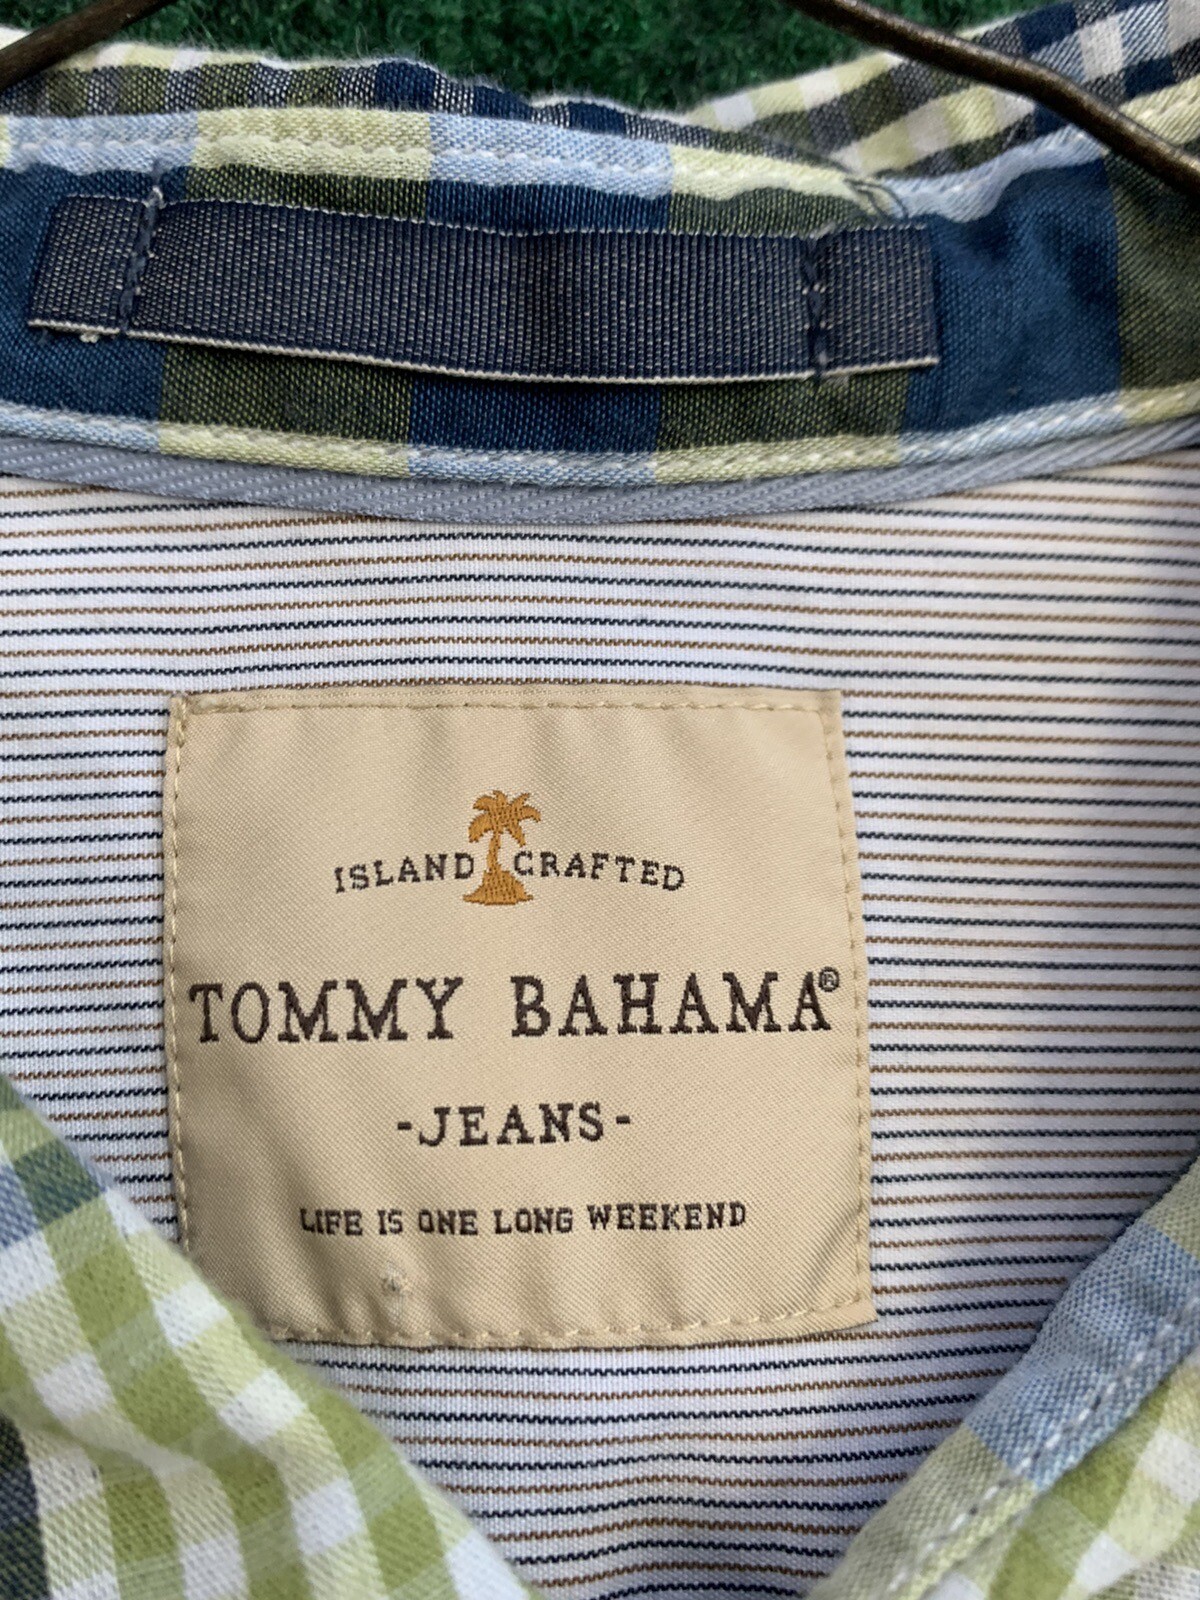 ISLAND CRAFTED
TOMMY BAHAMA®
-JEANS-
LIFE IS ONE LONG WEEKEND